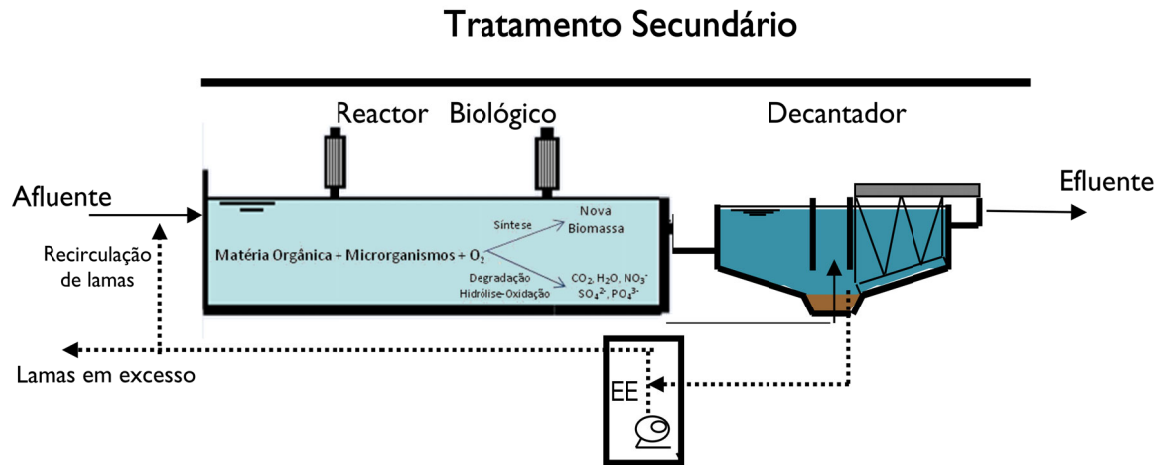 Tratamento Secundário
Reactor Biológico
Decantador
Afluente
Efluente
Recirculação
de lamas
Nova
Biomassa
Síntese
Matéria Orgânica + Microrganismos + O₂
Degradação
Hidrólise-Oxidação
CO₂, H₂O, NO₃⁻
SO₄²⁻, PO₄³⁻
Lamas em excesso
EE